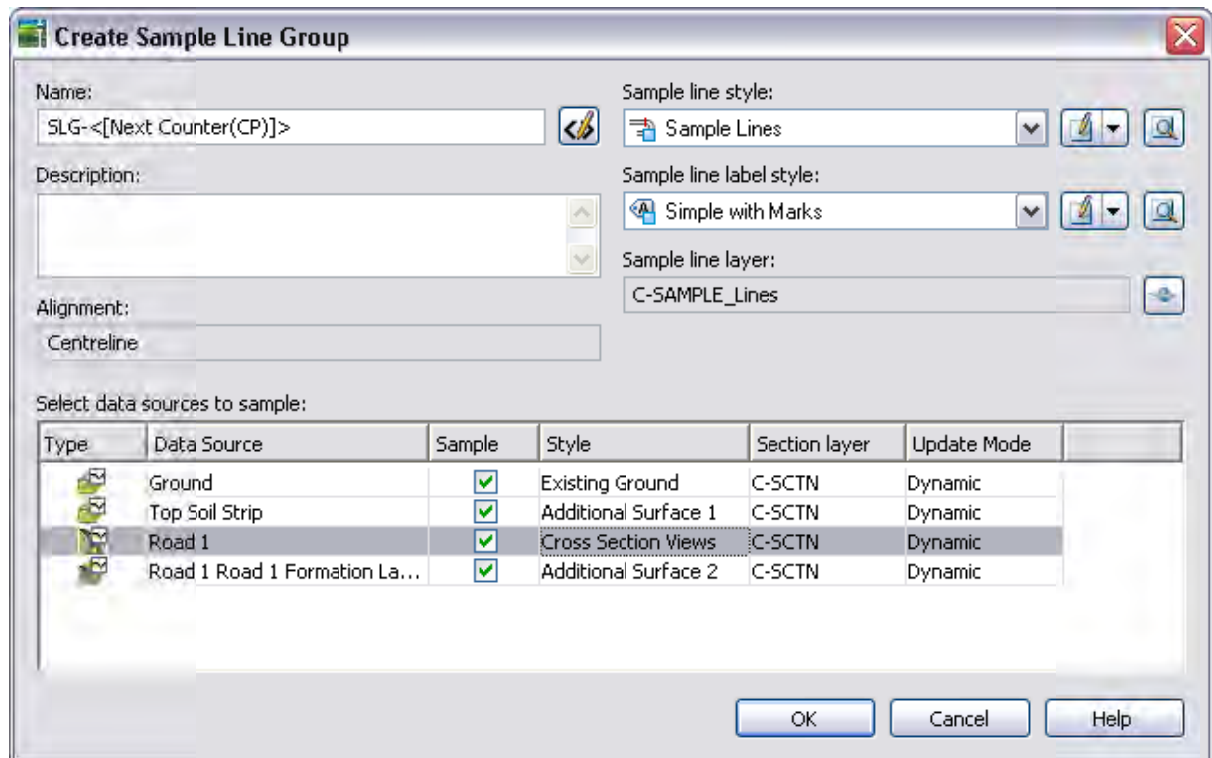 Create Sample Line Group
Name:
SLG-<[Next Counter(CP)]>
Description:
Alignment:
Centreline
Sample line style:
Sample Lines
Sample line label style:
Simple with Marks
Sample line layer:
C-SAMPLE_Lines
Select data sources to sample:
Type Data Source Sample Style Section layer Update Mode
Ground Existing Ground C-SCTN Dynamic
Top Soil Strip Additional Surface 1 C-SCTN Dynamic
Road 1 Cross Section Views C-SCTN Dynamic
Road 1 Road 1 Formation La... Additional Surface 2 C-SCTN Dynamic
OK Cancel Help